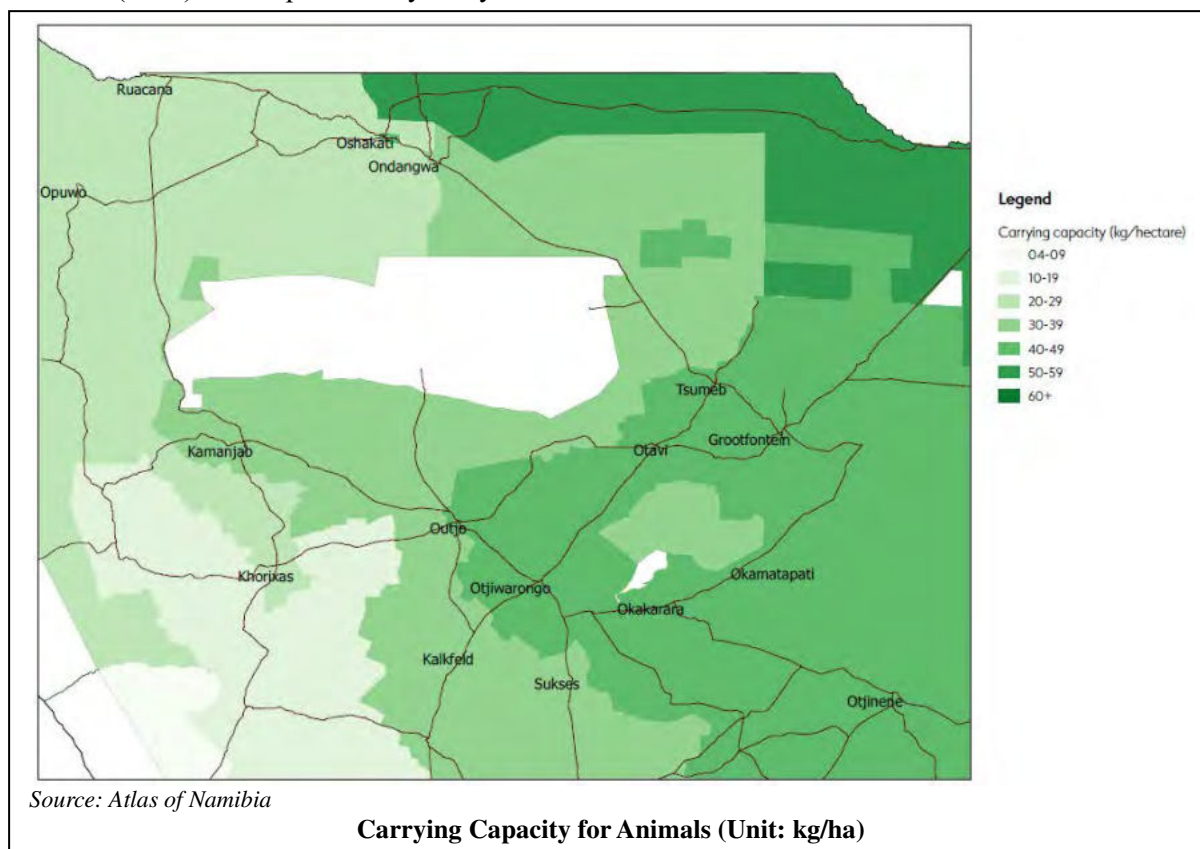 Ruacana
Oshakati
Ondangwa
Opuwo
Tsumeb
Grootfontein
Otavi
Kamanjab
Outjo
Khorixas
Otjiwarongo
Okamatapati
Okakarara
Kalkfeld
Sukses
Otjinene
Legend
Carrying capacity (kg/hectare)
04-09
10-19
20-29
30-39
40-49
50-59
60+
Source: Atlas of Namibia
Carrying Capacity for Animals (Unit: kg/ha)